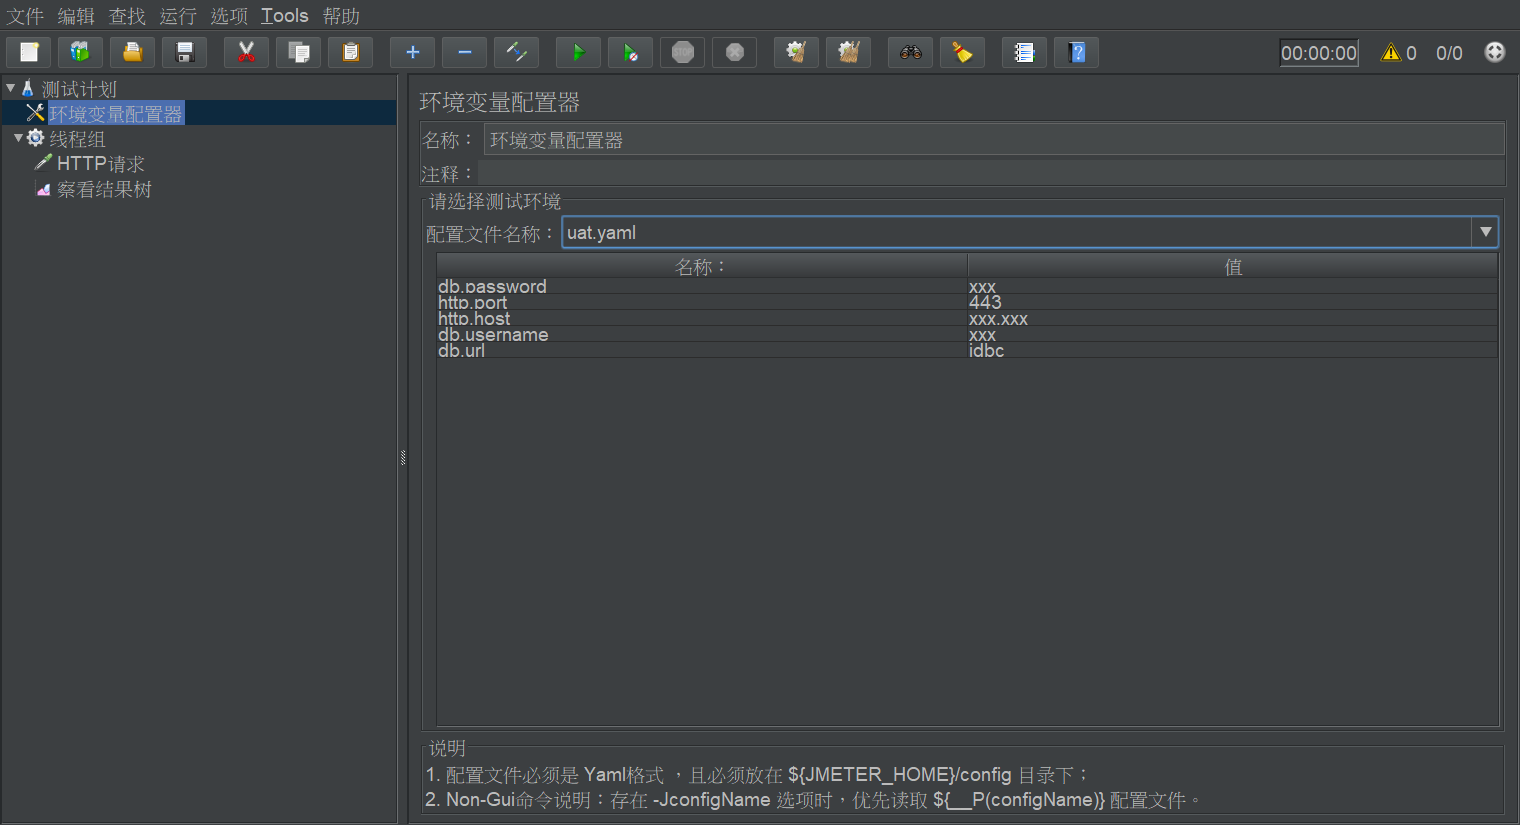 文件 编辑 查找 运行 选项 Tools 帮助
STOP
00:00:00 0 0/0
测试计划
环境变量配置器
线程组
HTTP请求
察看结果树
环境变量配置器
名称： 环境变量配置器
注释：
请选择测试环境
配置文件名称： uat.yaml
名称： 值
db.password xxx
http.port 443
http.host xxx.xxx
db.username xxx
db.url jdbc
说明
1. 配置文件必须是 Yaml格式 ，且必须放在 ${JMETER_HOME}/config 目录下；
2. Non-Gui命令说明：存在 -JconfigName 选项时，优先读取 ${__P(configName)} 配置文件。